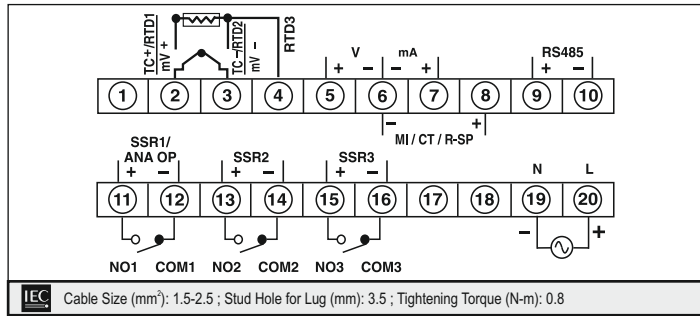 TC+/RTD1
mV +
TC−/RTD2
mV −
RTD3
V
mA
RS485
+ − − + + −
1 2 3 4 5 6 7 8 9 10
− +
MI / CT / R-SP
SSR1/
ANA OP
SSR2
SSR3
N L
+ − + − + −
11 12 13 14 15 16 17 18 19 20
− +
NO1 COM1 NO2 COM2 NO3 COM3
IEC Cable Size (mm²): 1.5-2.5 ; Stud Hole for Lug (mm): 3.5 ; Tightening Torque (N-m): 0.8